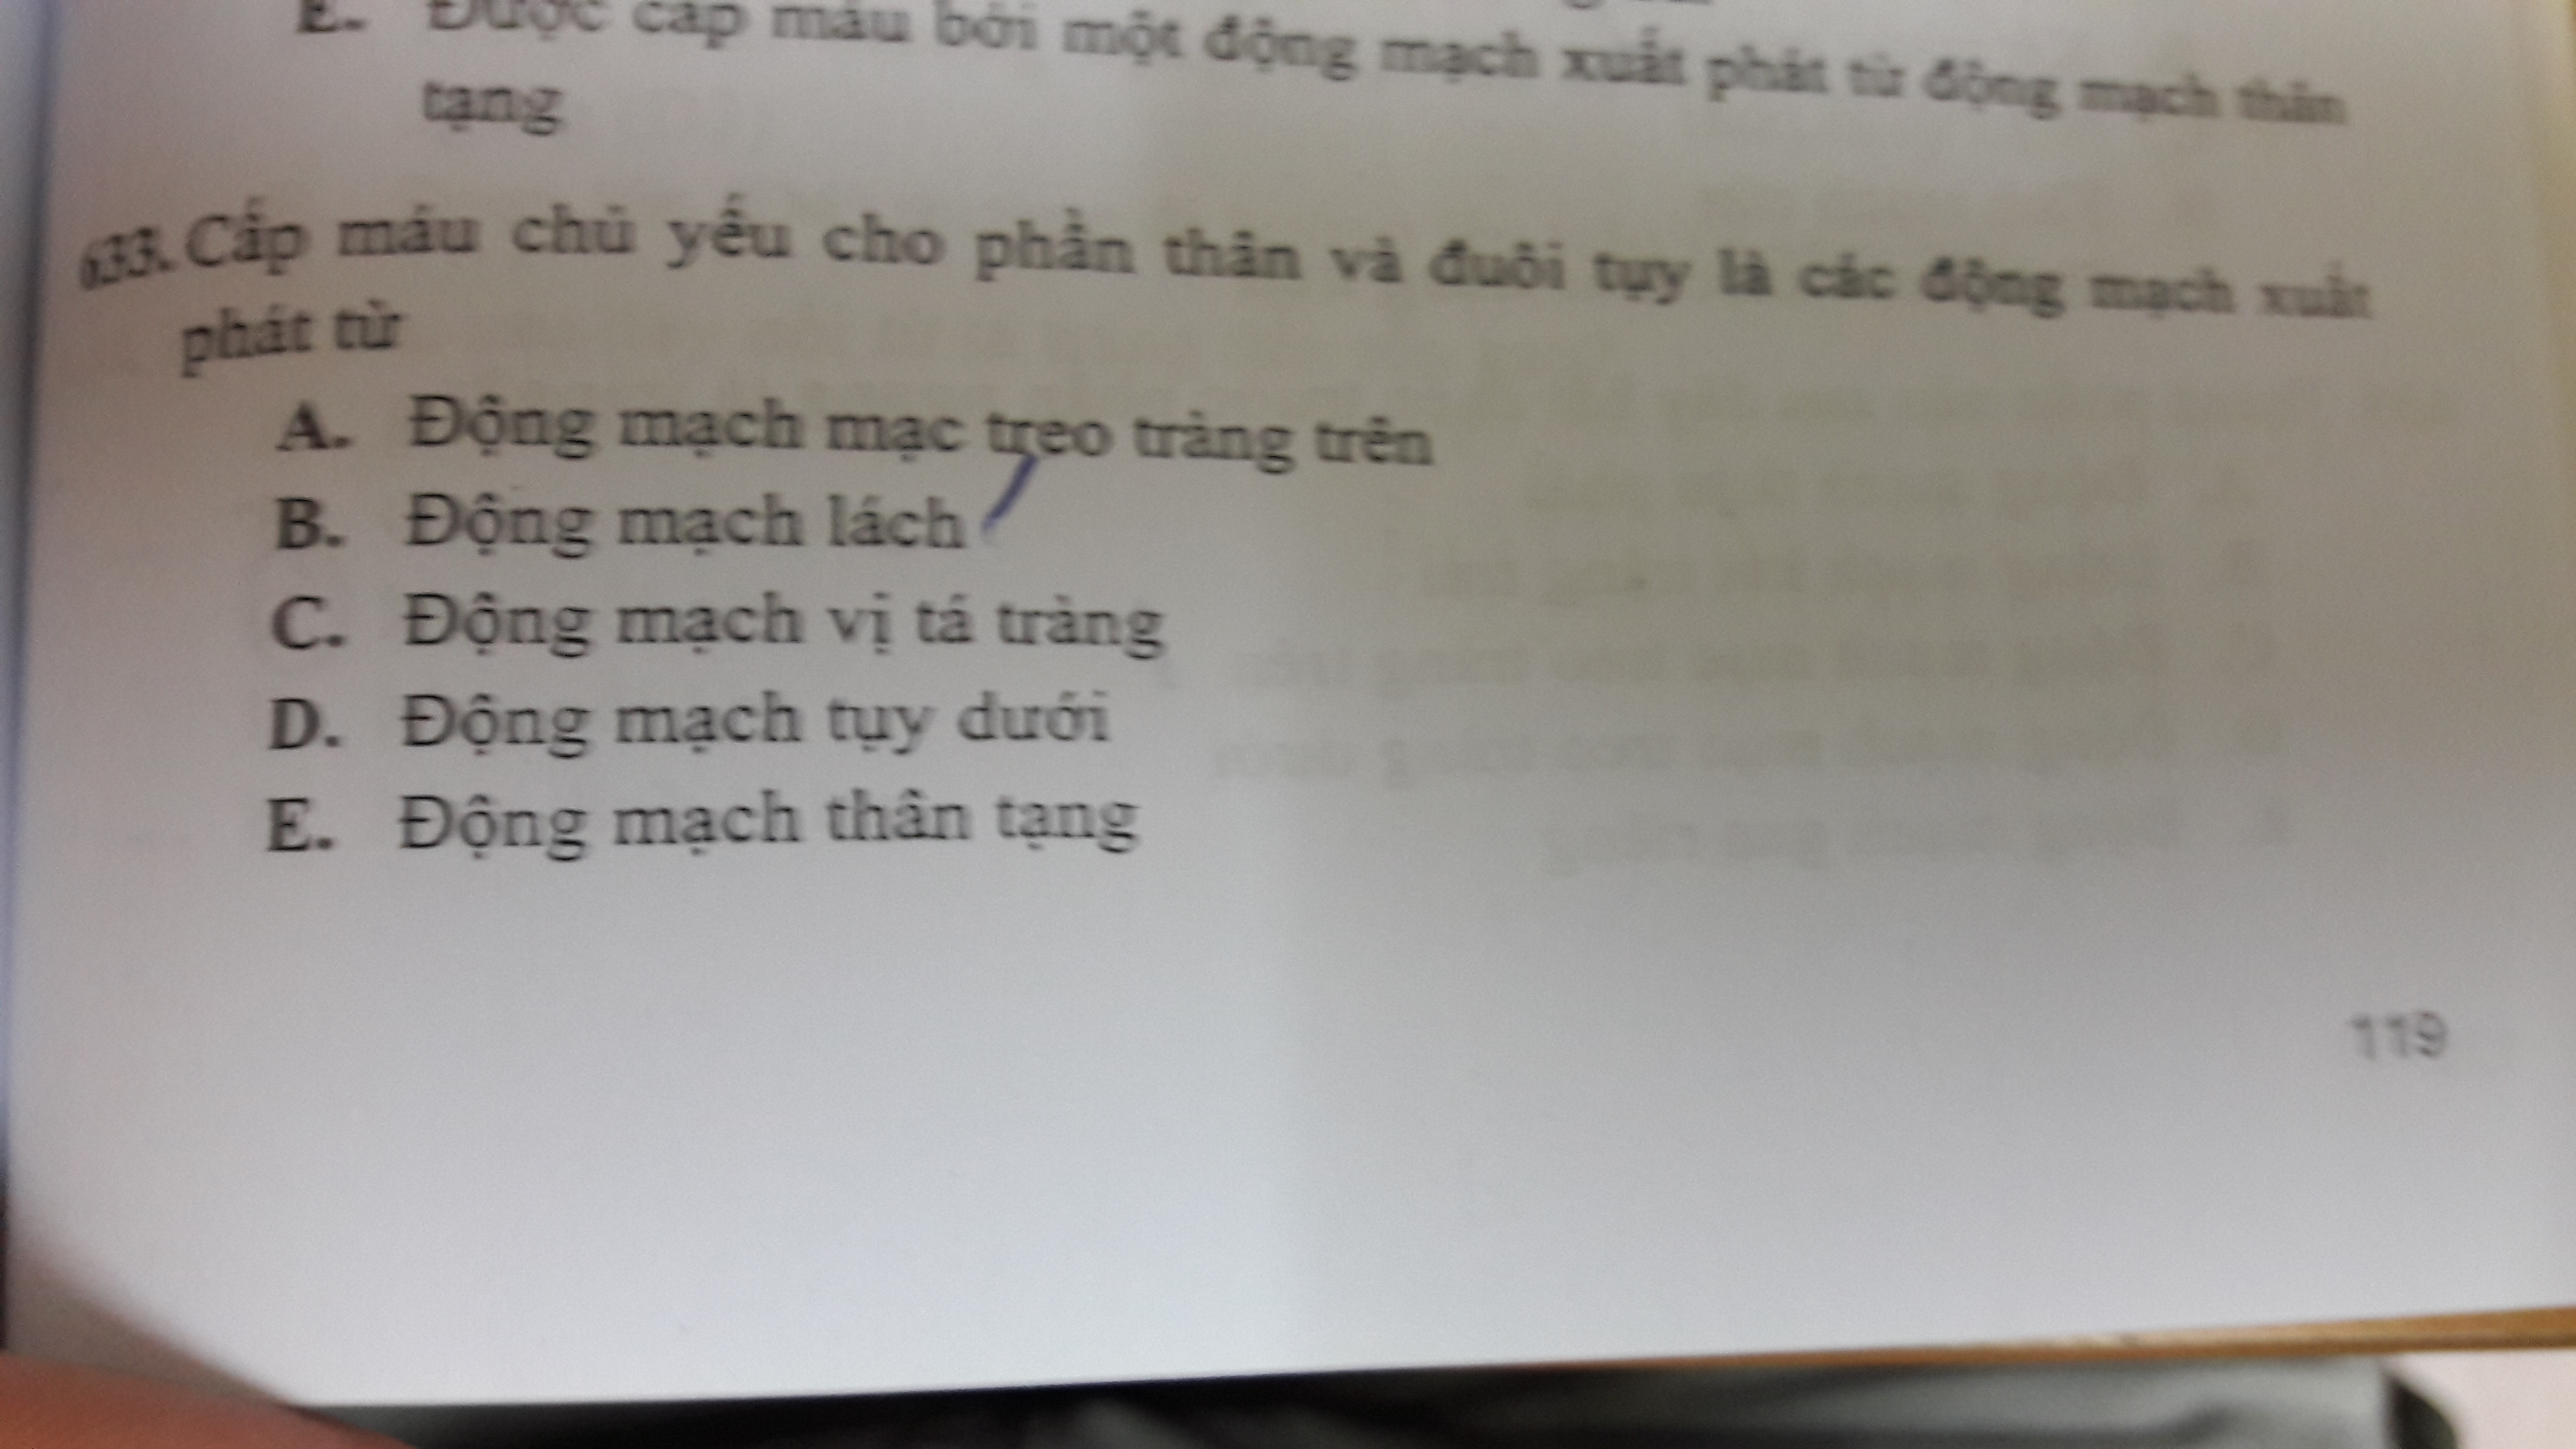 E. Được cấp máu bởi một động mạch xuất phát từ động mạch thân
tạng
633. Cấp máu chủ yếu cho phần thân và đuôi tụy là các động mạch xuất
phát từ
A. Động mạch mạc treo tràng trên
B. Động mạch lách
C. Động mạch vị tá tràng
D. Động mạch tụy dưới
E. Động mạch thân tạng
119